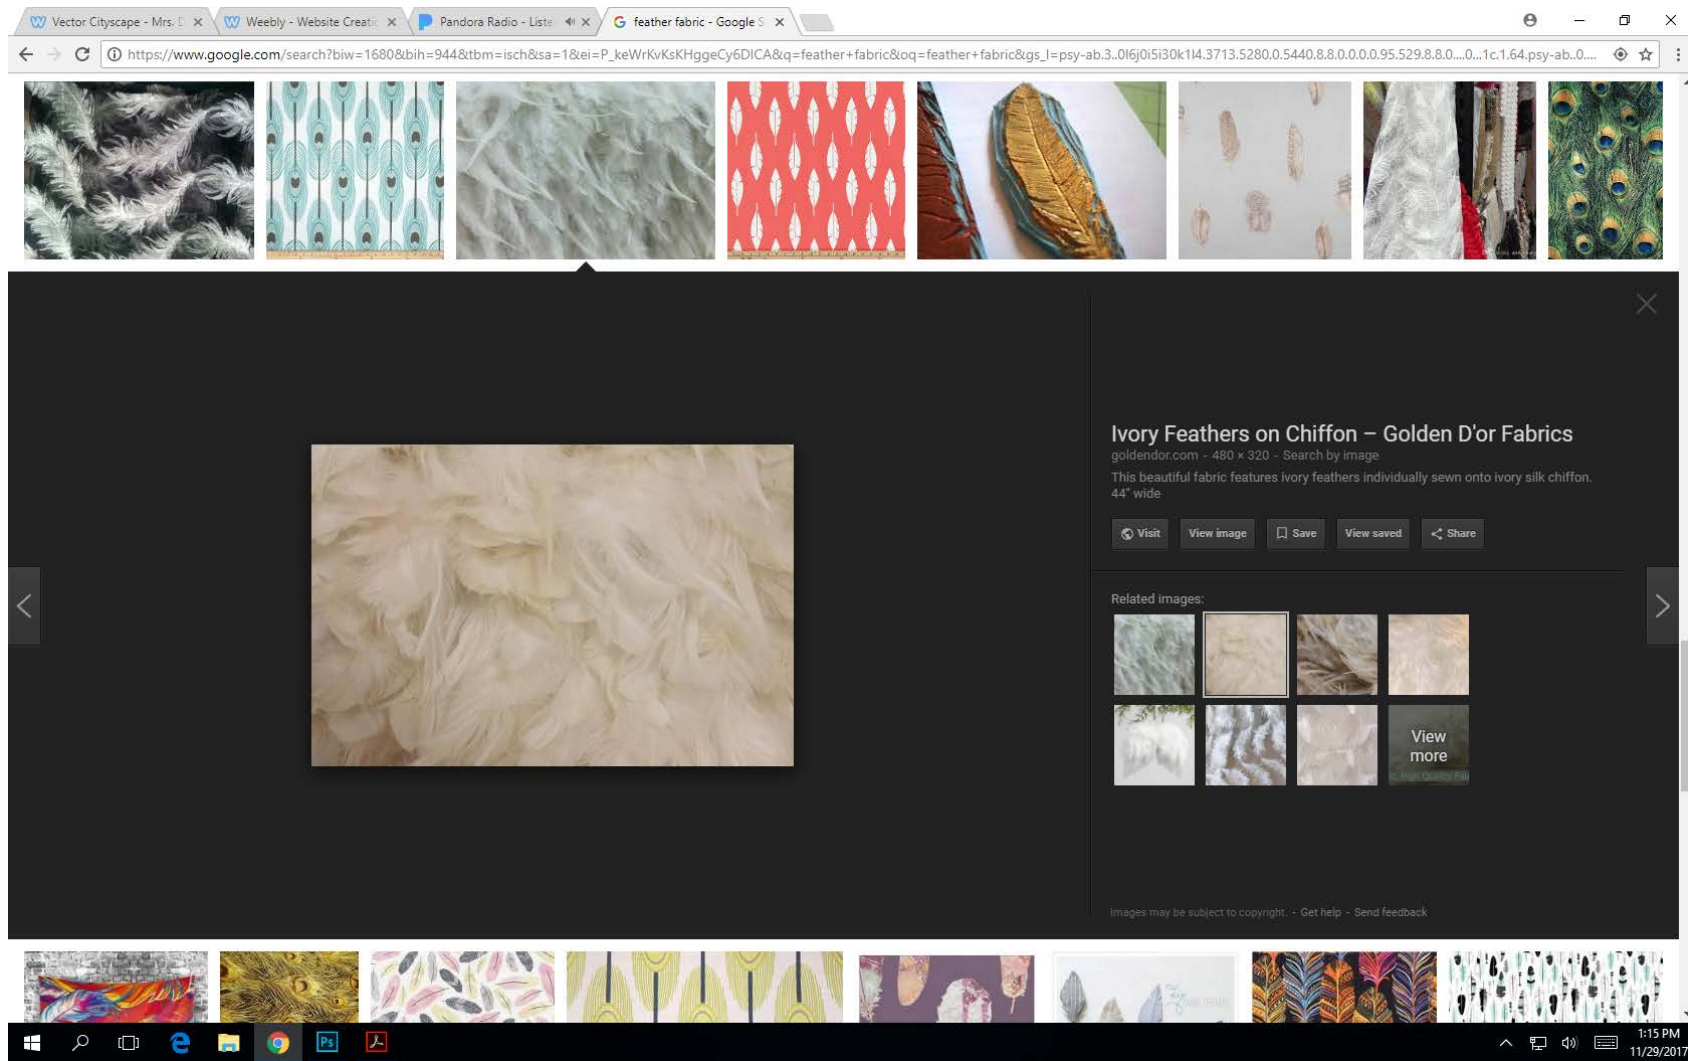 Vector Cityscape - Mrs. D
Weebly - Website Creatic
Pandora Radio - Liste
feather fabric - Google S
https://www.google.com/search?biw=1680&bih=944&tbm=isch&sa=1&ei=P_keWrKvKsKHggeCy6DICA&q=feather+fabric&oq=feather+fabric&gs_l=psy-ab.3..0l6j0i5i30k1l4.3713.5280.0.5440.8.8.0.0.0.0.95.529.8.8.0....0...1c.1.64.psy-ab..0....
Ivory Feathers on Chiffon – Golden D'or Fabrics
goldendor.com - 480 × 320 - Search by image
This beautiful fabric features ivory feathers individually sewn onto ivory silk chiffon.
44" wide
Visit View image Save View saved Share
Related images:
View
more
High Quality Fab
Images may be subject to copyright. - Get help - Send feedback
Ps
1:15 PM
11/29/2017